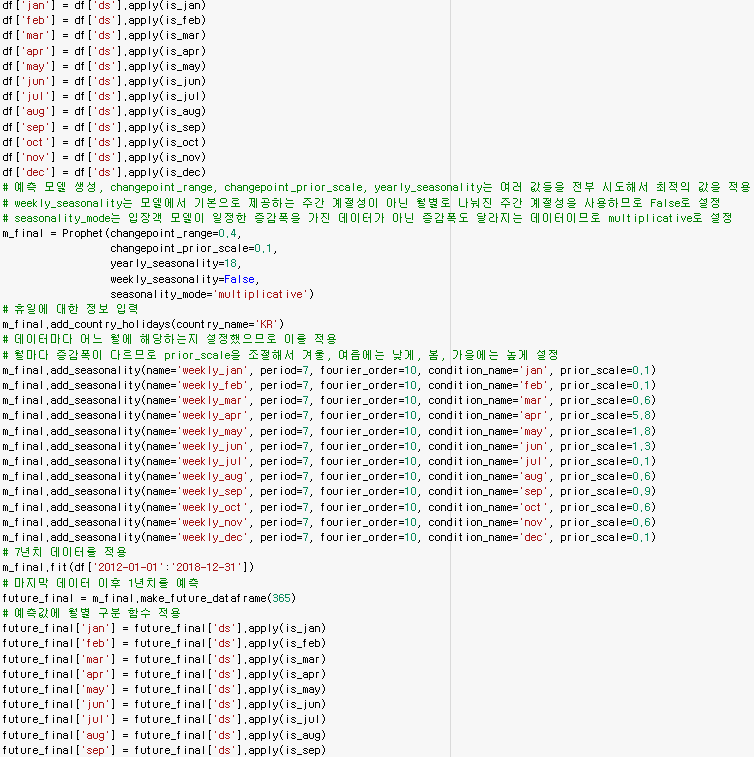 df['jan'] = df['ds'].apply(is_jan)
df['feb'] = df['ds'].apply(is_feb)
df['mar'] = df['ds'].apply(is_mar)
df['apr'] = df['ds'].apply(is_apr)
df['may'] = df['ds'].apply(is_may)
df['jun'] = df['ds'].apply(is_jun)
df['jul'] = df['ds'].apply(is_jul)
df['aug'] = df['ds'].apply(is_aug)
df['sep'] = df['ds'].apply(is_sep)
df['oct'] = df['ds'].apply(is_oct)
df['nov'] = df['ds'].apply(is_nov)
df['dec'] = df['ds'].apply(is_dec)
# 예측 모델 생성, changepoint_range, changepoint_prior_scale, yearly_seasonality는 여러 값들을 전부 시도해서 최적의 값을 적용
# weekly_seasonality는 모델에서 기본으로 제공하는 주간 계절성이 아닌 월별로 나눠진 주간 계절성을 사용하므로 False로 설정
# seasonality_mode는 입장객 모델이 일정한 증감폭을 가진 데이터가 아닌 증감폭도 달라지는 데이터이므로 multiplicative로 설정
m_final = Prophet(changepoint_range=0.4,
changepoint_prior_scale=0.1,
yearly_seasonality=18,
weekly_seasonality=False,
seasonality_mode='multiplicative')
# 휴일에 대한 정보 입력
m_final.add_country_holidays(country_name='KR')
# 데이터마다 어느 월에 해당하는지 설정했으므로 이를 적용
# 월마다 증감폭이 다르므로 prior_scale을 조절해서 겨울, 여름에는 낮게, 봄, 가을에는 높게 설정
m_final.add_seasonality(name='weekly_jan', period=7, fourier_order=10, condition_name='jan', prior_scale=0.1)
m_final.add_seasonality(name='weekly_feb', period=7, fourier_order=10, condition_name='feb', prior_scale=0.1)
m_final.add_seasonality(name='weekly_mar', period=7, fourier_order=10, condition_name='mar', prior_scale=0.6)
m_final.add_seasonality(name='weekly_apr', period=7, fourier_order=10, condition_name='apr', prior_scale=5.8)
m_final.add_seasonality(name='weekly_may', period=7, fourier_order=10, condition_name='may', prior_scale=1.8)
m_final.add_seasonality(name='weekly_jun', period=7, fourier_order=10, condition_name='jun', prior_scale=1.3)
m_final.add_seasonality(name='weekly_jul', period=7, fourier_order=10, condition_name='jul', prior_scale=0.1)
m_final.add_seasonality(name='weekly_aug', period=7, fourier_order=10, condition_name='aug', prior_scale=0.6)
m_final.add_seasonality(name='weekly_sep', period=7, fourier_order=10, condition_name='sep', prior_scale=0.9)
m_final.add_seasonality(name='weekly_oct', period=7, fourier_order=10, condition_name='oct', prior_scale=0.6)
m_final.add_seasonality(name='weekly_nov', period=7, fourier_order=10, condition_name='nov', prior_scale=0.6)
m_final.add_seasonality(name='weekly_dec', period=7, fourier_order=10, condition_name='dec', prior_scale=0.1)
# 7년치 데이터를 적용
m_final.fit(df['2012-01-01':'2018-12-31'])
# 마지막 데이터 이후 1년치를 예측
future_final = m_final.make_future_dataframe(365)
# 예측값에 월별 구분 함수 적용
future_final['jan'] = future_final['ds'].apply(is_jan)
future_final['feb'] = future_final['ds'].apply(is_feb)
future_final['mar'] = future_final['ds'].apply(is_mar)
future_final['apr'] = future_final['ds'].apply(is_apr)
future_final['may'] = future_final['ds'].apply(is_may)
future_final['jun'] = future_final['ds'].apply(is_jun)
future_final['jul'] = future_final['ds'].apply(is_jul)
future_final['aug'] = future_final['ds'].apply(is_aug)
future_final['sep'] = future_final['ds'].apply(is_sep)